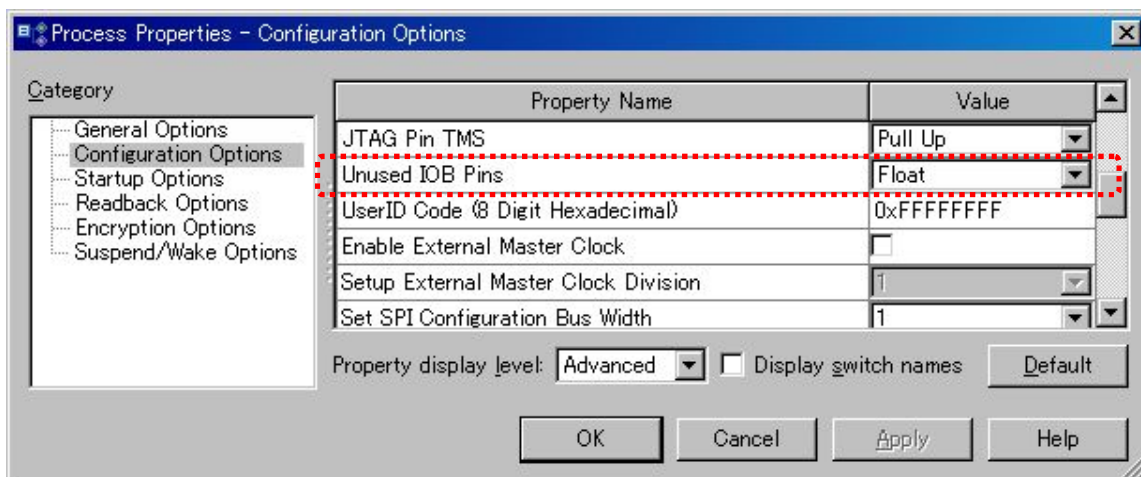 Process Properties - Configuration Options
Category
General Options
Configuration Options
Startup Options
Readback Options
Encryption Options
Suspend/Wake Options
Property Name Value
JTAG Pin TMS Pull Up
Unused IOB Pins Float
UserID Code (8 Digit Hexadecimal) 0xFFFFFFFF
Enable External Master Clock
Setup External Master Clock Division 1
Set SPI Configuration Bus Width 1
Property display level: Advanced Display switch names Default
OK Cancel Apply Help